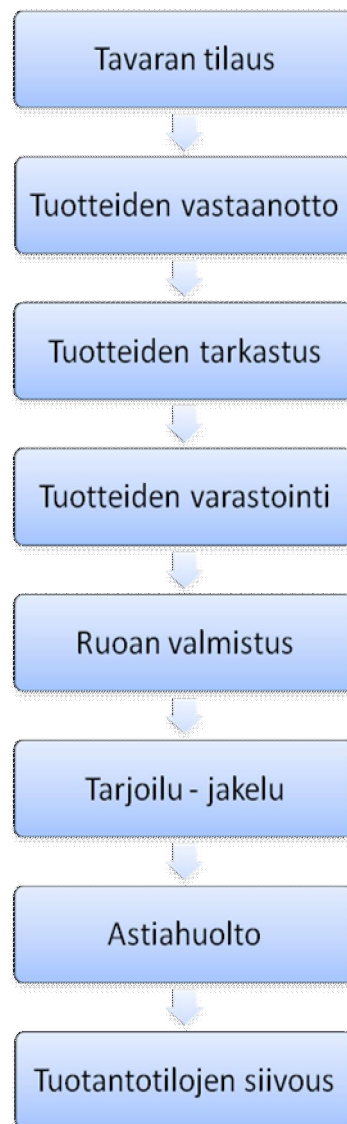 Tavaran tilaus
Tuotteiden vastaanotto
Tuotteiden tarkastus
Tuotteiden varastointi
Ruoan valmistus
Tarjoilu - jakelu
Astiahuolto
Tuotantotilojen siivous